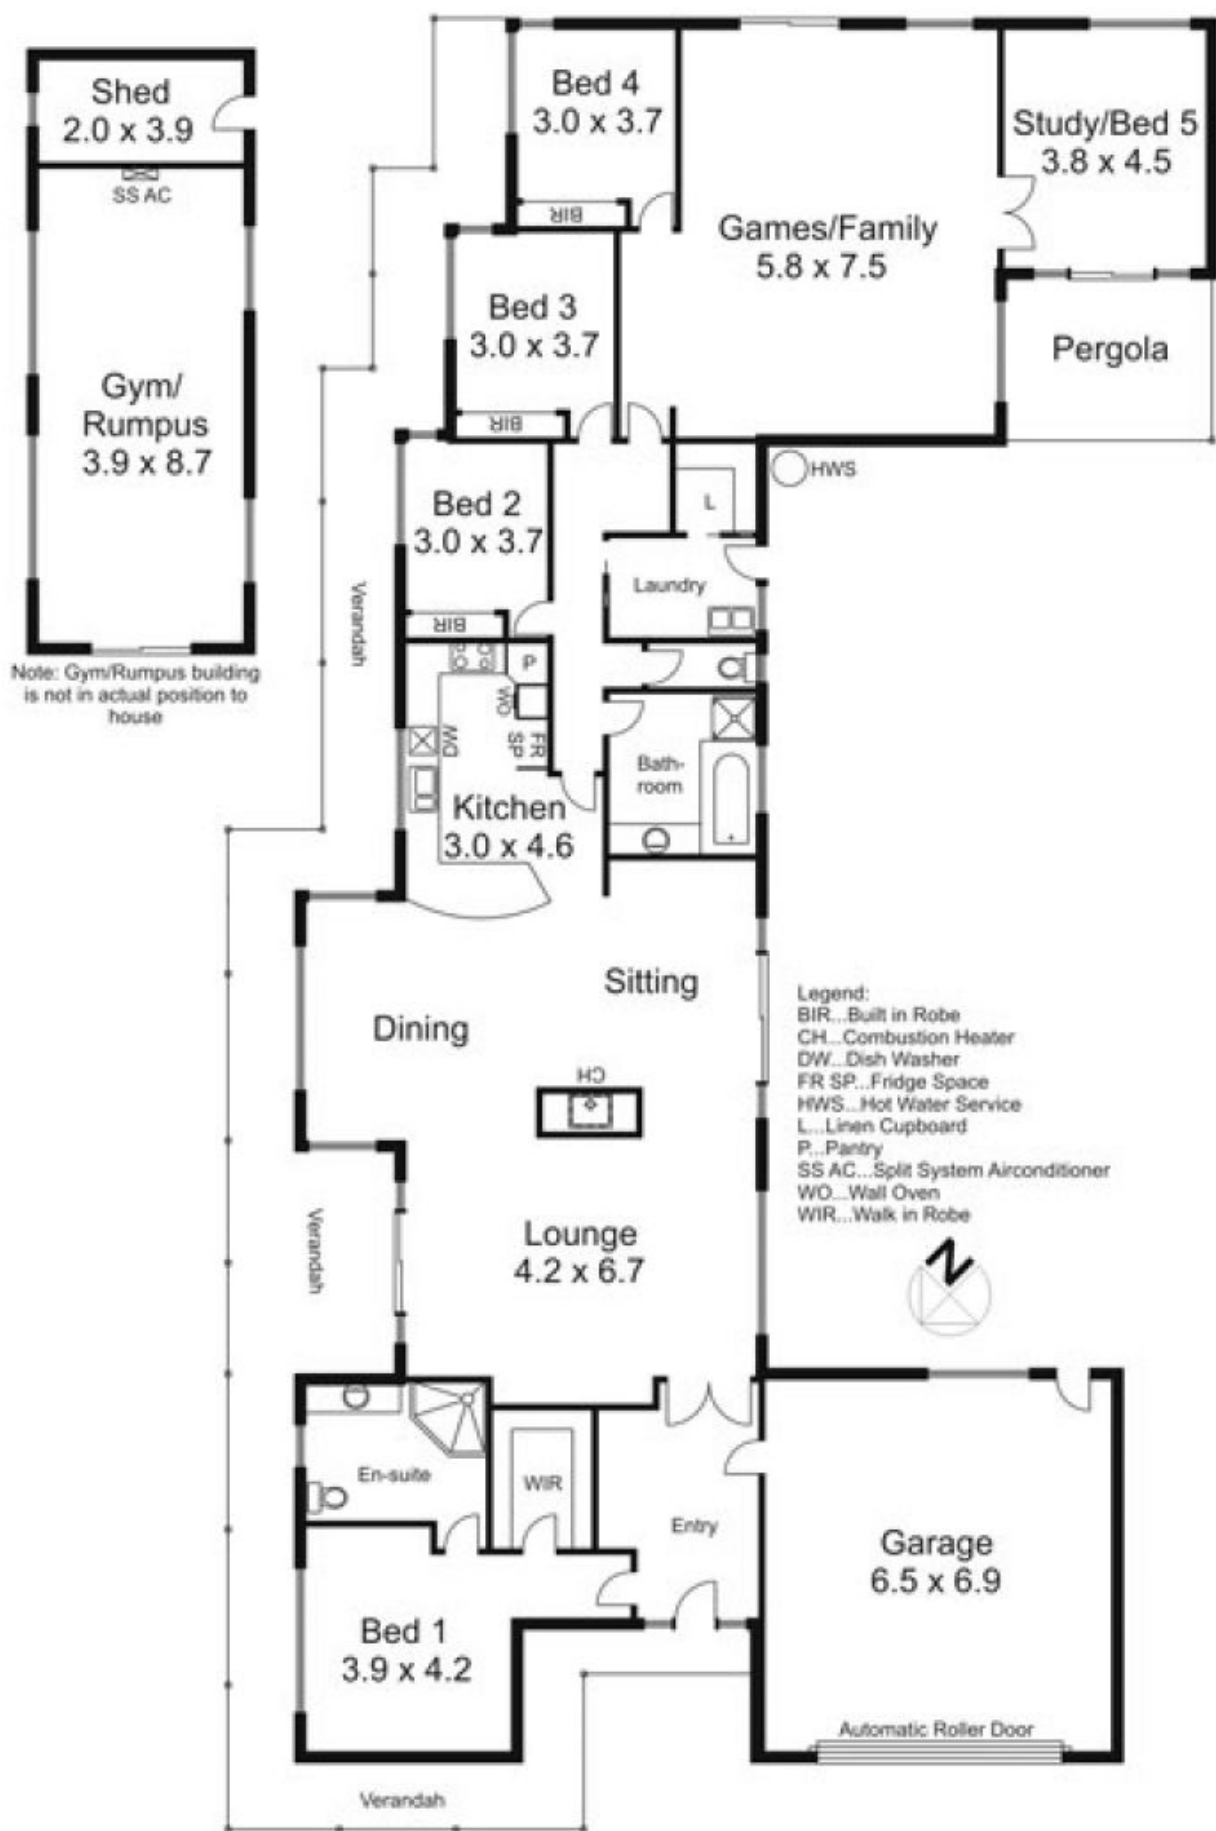 Shed
2.0 x 3.9
SS AC
Gym/
Rumpus
3.9 x 8.7
Note: Gym/Rumpus building
is not in actual position to
house
Bed 4
3.0 x 3.7
BIR
Games/Family
5.8 x 7.5
Study/Bed 5
3.8 x 4.5
Pergola
Bed 3
3.0 x 3.7
BIR
HWS
Bed 2
3.0 x 3.7
BIR
L
Laundry
Verandah
P
WO
DW
FR
SP
Kitchen
3.0 x 4.6
Bath-
room
Dining
Sitting
CH
Legend:
BIR...Built in Robe
CH...Combustion Heater
DW...Dish Washer
FR SP...Fridge Space
HWS...Hot Water Service
L...Linen Cupboard
P...Pantry
SS AC...Split System Airconditioner
WO...Wall Oven
WIR...Walk in Robe
N
Verandah
Lounge
4.2 x 6.7
En-suite
WIR
Entry
Garage
6.5 x 6.9
Bed 1
3.9 x 4.2
Automatic Roller Door
Verandah